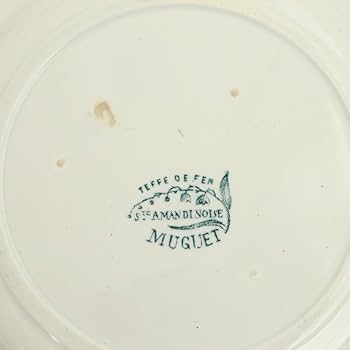 TERRE DE FER
STE AMANDINOISE
MUGUET